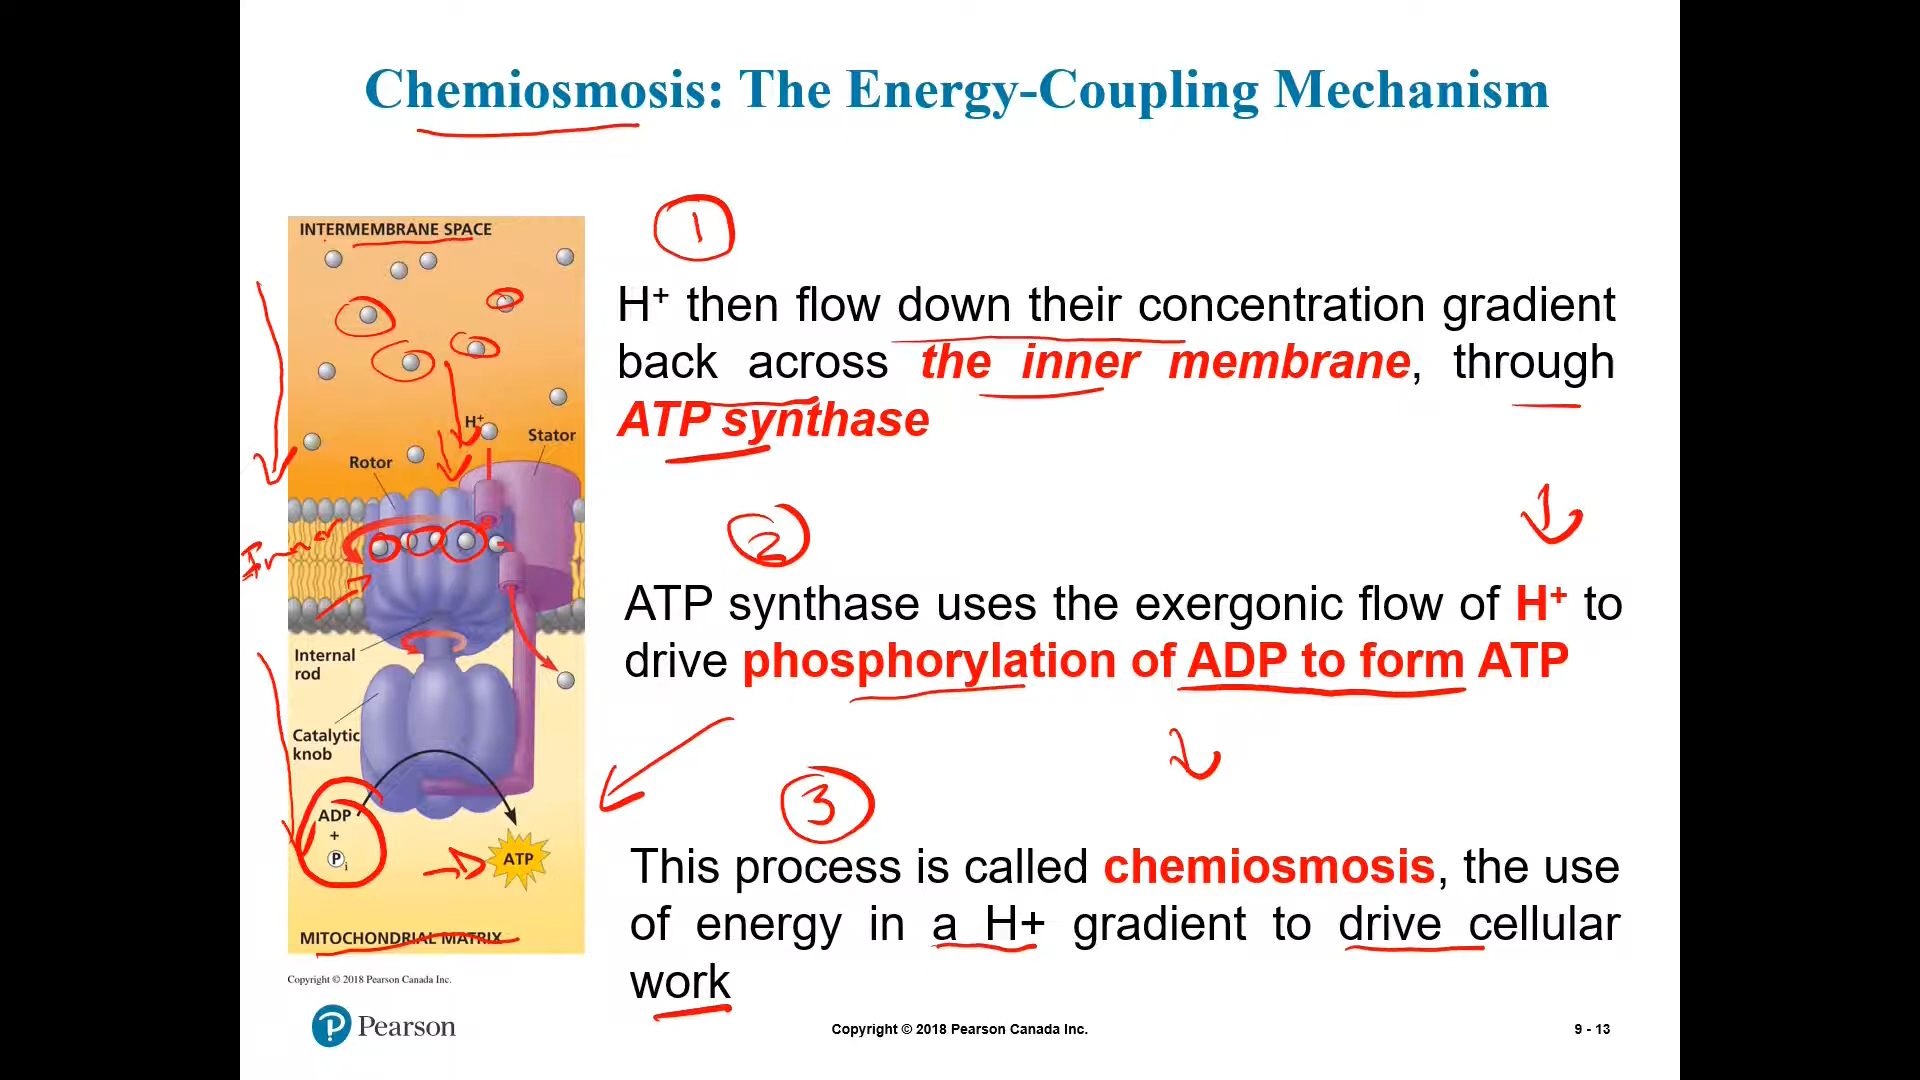 Chemiosmosis: The Energy-Coupling Mechanism
1
INTERMEMBRANE SPACE
H⁺ then flow down their concentration gradient
back across the inner membrane, through
ATP synthase
H⁺
Stator
Rotor
2
Inner
ATP synthase uses the exergonic flow of H⁺ to
drive phosphorylation of ADP to form ATP
Internal
rod
Catalytic
knob
3
ADP
+
Pi
ATP
This process is called chemiosmosis, the use
of energy in a H+ gradient to drive cellular
work
MITOCHONDRIAL MATRIX
Copyright © 2018 Pearson Canada Inc.
P Pearson
Copyright © 2018 Pearson Canada Inc.
9 - 13